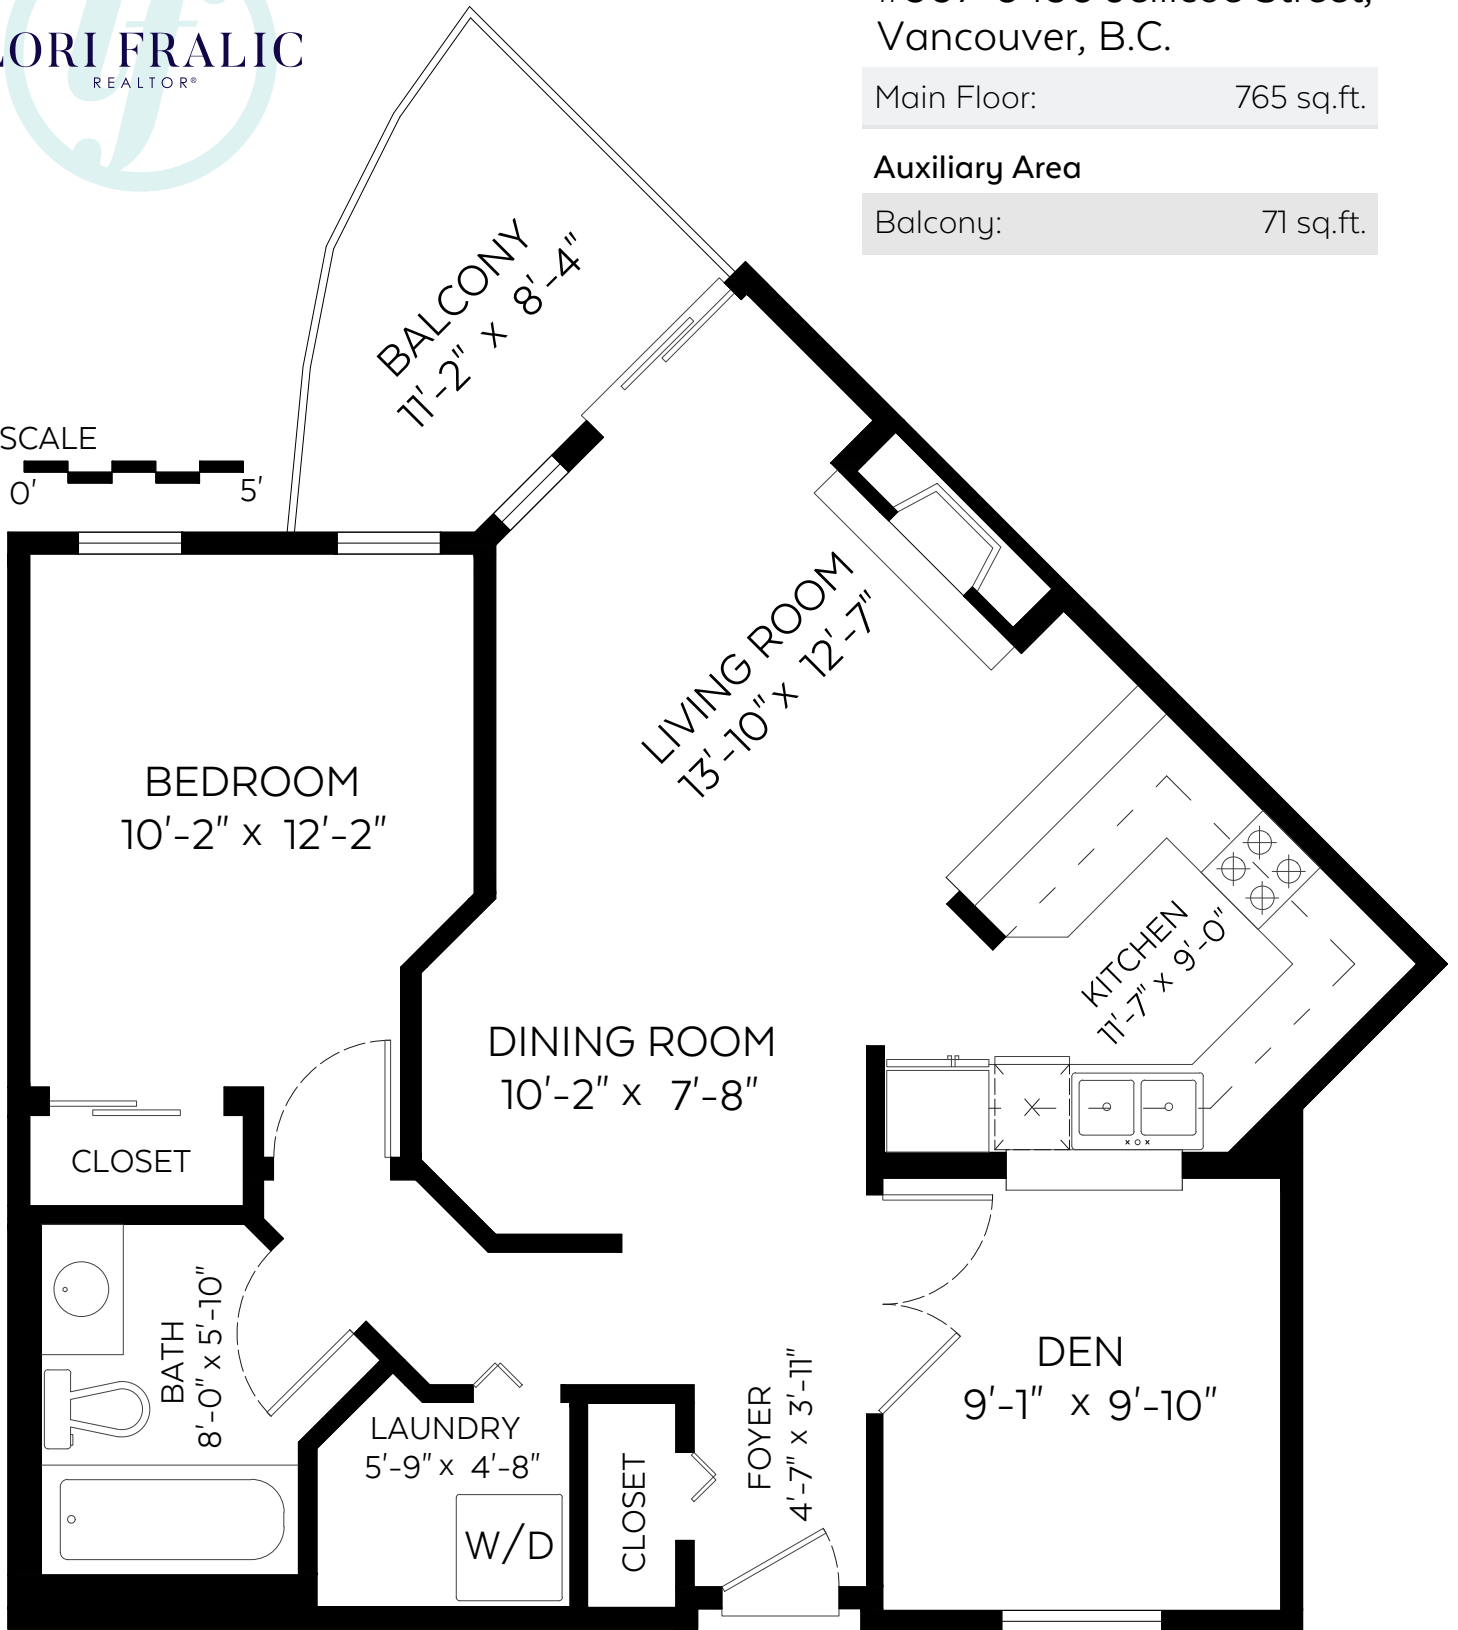 LORI FRALIC
REALTOR®
Vancouver, B.C.
Main Floor: 765 sq.ft.
Auxiliary Area
Balcony: 71 sq.ft.
BALCONY
11'-2" x 8'-4"
SCALE
0' 5'
LIVING ROOM
13'-10" x 12'-7"
BEDROOM
10'-2" x 12'-2"
KITCHEN
11'-7" x 9'-0"
DINING ROOM
10'-2" x 7'-8"
CLOSET
BATH
8'-0" x 5'-10"
LAUNDRY
5'-9" x 4'-8"
W/D
CLOSET
FOYER
4'-7" x 3'-11"
DEN
9'-1" x 9'-10"